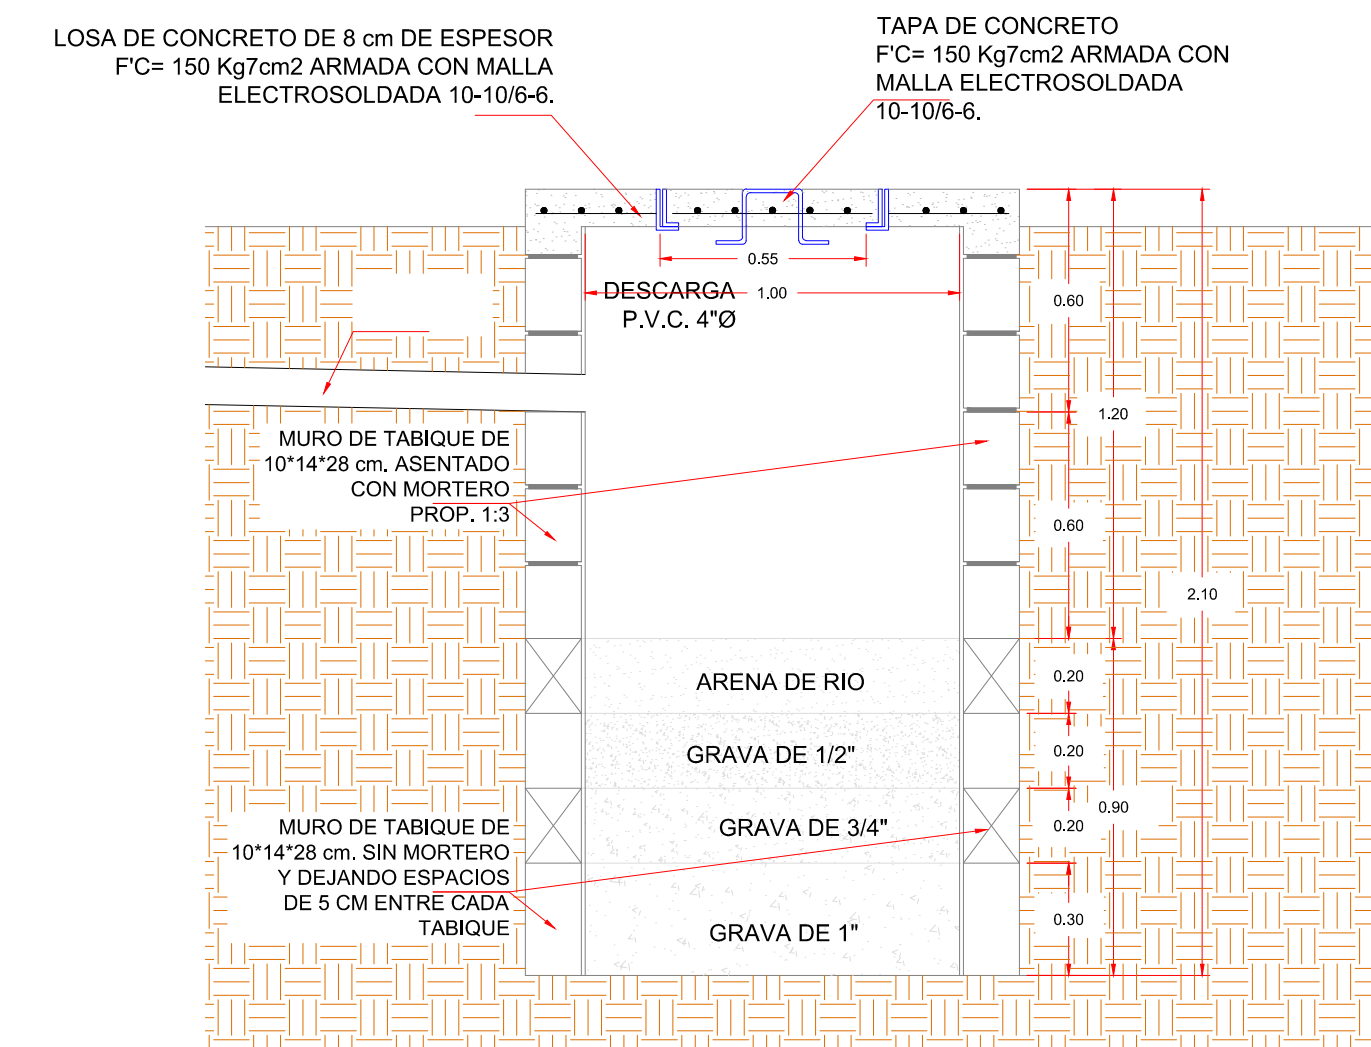 LOSA DE CONCRETO DE 8 cm DE ESPESOR
F'C= 150 Kg7cm2 ARMADA CON MALLA
ELECTROSOLDADA 10-10/6-6.
TAPA DE CONCRETO
F'C= 150 Kg7cm2 ARMADA CON
MALLA ELECTROSOLDADA
10-10/6-6.
0.55
DESCARGA
P.V.C. 4"Ø
1.00
0.60
1.20
MURO DE TABIQUE DE
10*14*28 cm. ASENTADO
CON MORTERO
PROP. 1:3
0.60
2.10
ARENA DE RIO
0.20
GRAVA DE 1/2"
0.20
0.90
GRAVA DE 3/4"
0.20
MURO DE TABIQUE DE
10*14*28 cm. SIN MORTERO
Y DEJANDO ESPACIOS
DE 5 CM ENTRE CADA
TABIQUE
GRAVA DE 1"
0.30